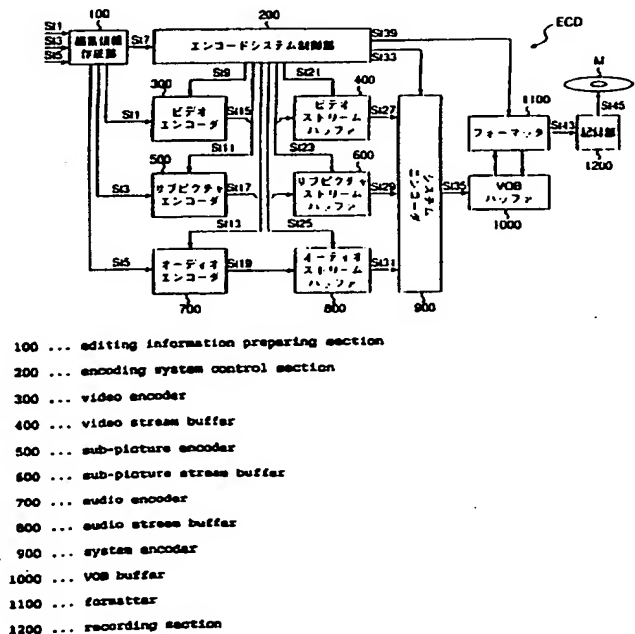 100
200
St1
St3
St5
編集情報
作成部
St7
エンコードシステム制御部
St39
St33
ECD
St9
St21
300
400
M
St1
ビデオ
エンコーダ
St15
ビデオ
ストリーム
バッファ
St27
1100
St45
フォーマッタ
St43
記録部
St11
St23
500
600
1200
St3
サブピクチャ
エンコーダ
St17
サブピクチャ
ストリーム
バッファ
St29
システム
エンコーダ
St35
VOB
バッファ
1000
St13
St25
St5
オーディオ
エンコーダ
St19
オーディオ
ストリーム
バッファ
St31
700
800
900
100 ... editing information preparing section
200 ... encoding system control section
300 ... video encoder
400 ... video stream buffer
500 ... sub-picture encoder
600 ... sub-picture stream buffer
700 ... audio encoder
800 ... audio stream buffer
900 ... system encoder
1000 ... VOB buffer
1100 ... formatter
1200 ... recording section